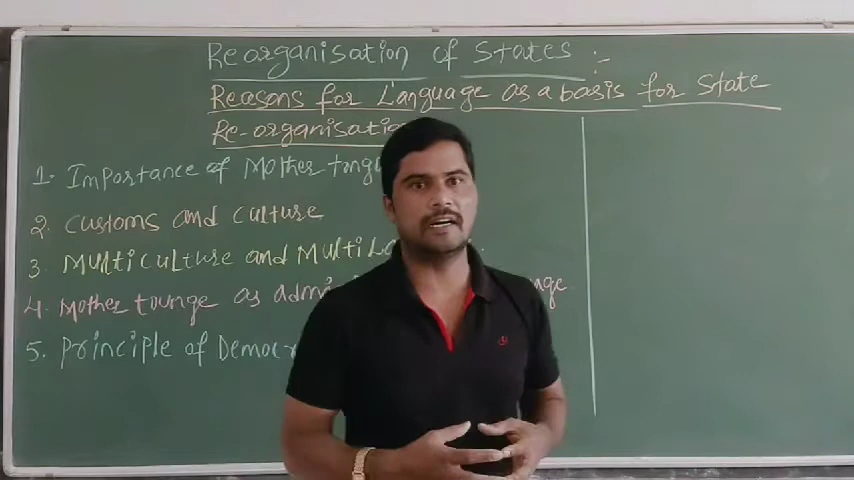 Reorganisation of States :-
Reasons for Language as a basis for State
Re-organisation
1. Importance of Mother
2. Customs and Culture
3. Multiculture and
4. Mother tounge as
5. Principle of